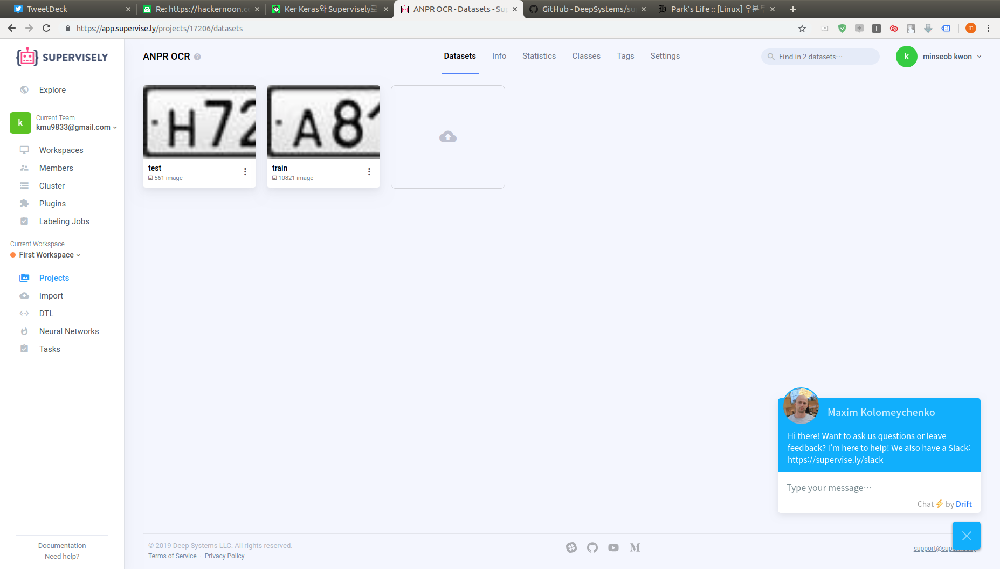 TweetDeck
Re: https://hackernoon.c
Ker Keras와 Supervisely로
ANPR OCR - Datasets - Su
GitHub - DeepSystems/su
Park's Life :: [Linux] 우분투
https://app.supervise.ly/projects/17206/datasets
m
SUPERVISELY
ANPR OCR
Datasets
Info
Statistics
Classes
Tags
Settings
Find in 2 datasets···
k
minseob kwon
Explore
k
Current Team
kmu9833@gmail.com
Workspaces
Members
Cluster
Plugins
Labeling Jobs
Current Workspace
First Workspace
Projects
Import
DTL
Neural Networks
Tasks
H72
test
561 image
A8
train
10821 image
Maxim Kolomeychenko
Hi there! Want to ask us questions or leave
feedback? I'm here to help! We also have a Slack:
https://supervise.ly/slack
Type your message···
Chat by Drift
Documentation
Need help?
© 2019 Deep Systems LLC. All rights reserved.
Terms of Service · Privacy Policy
support@supervise.ly